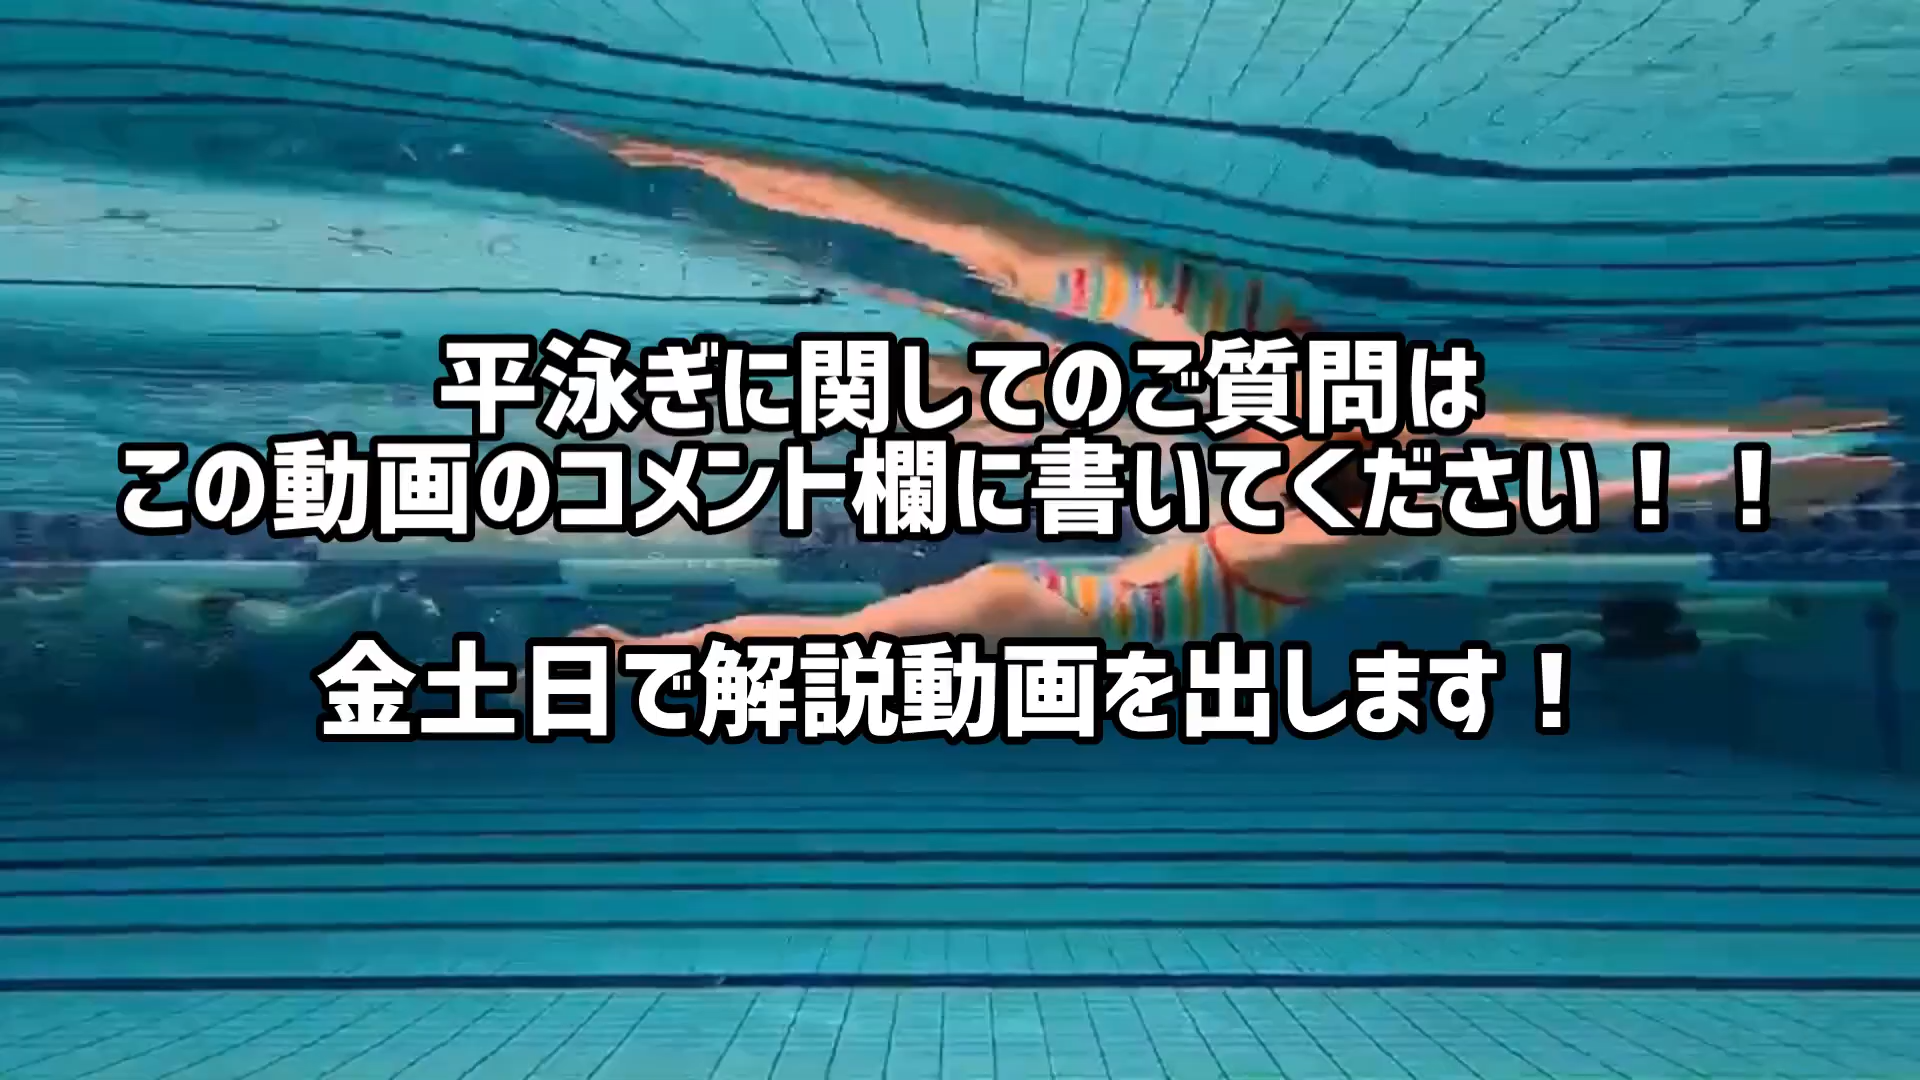 平泳ぎに関してのご質問は
この動画のコメント欄に書いてください！！
金土日で解説動画を出します！